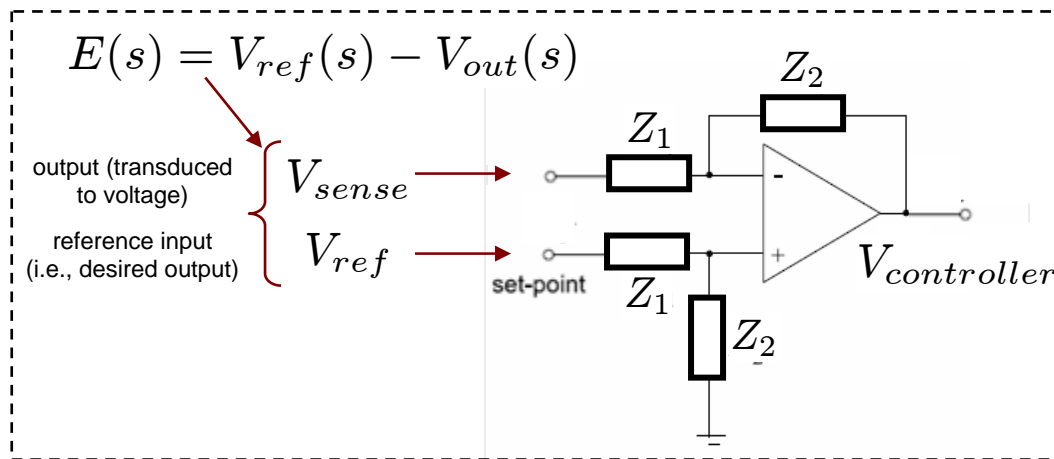 E(s) = V_ref(s) − V_out(s)
Z_2
Z_1
-
output (transduced
to voltage)
V_sense
reference input
(i.e., desired output)
V_ref
+
V_controller
set-point
Z_1
Z_2